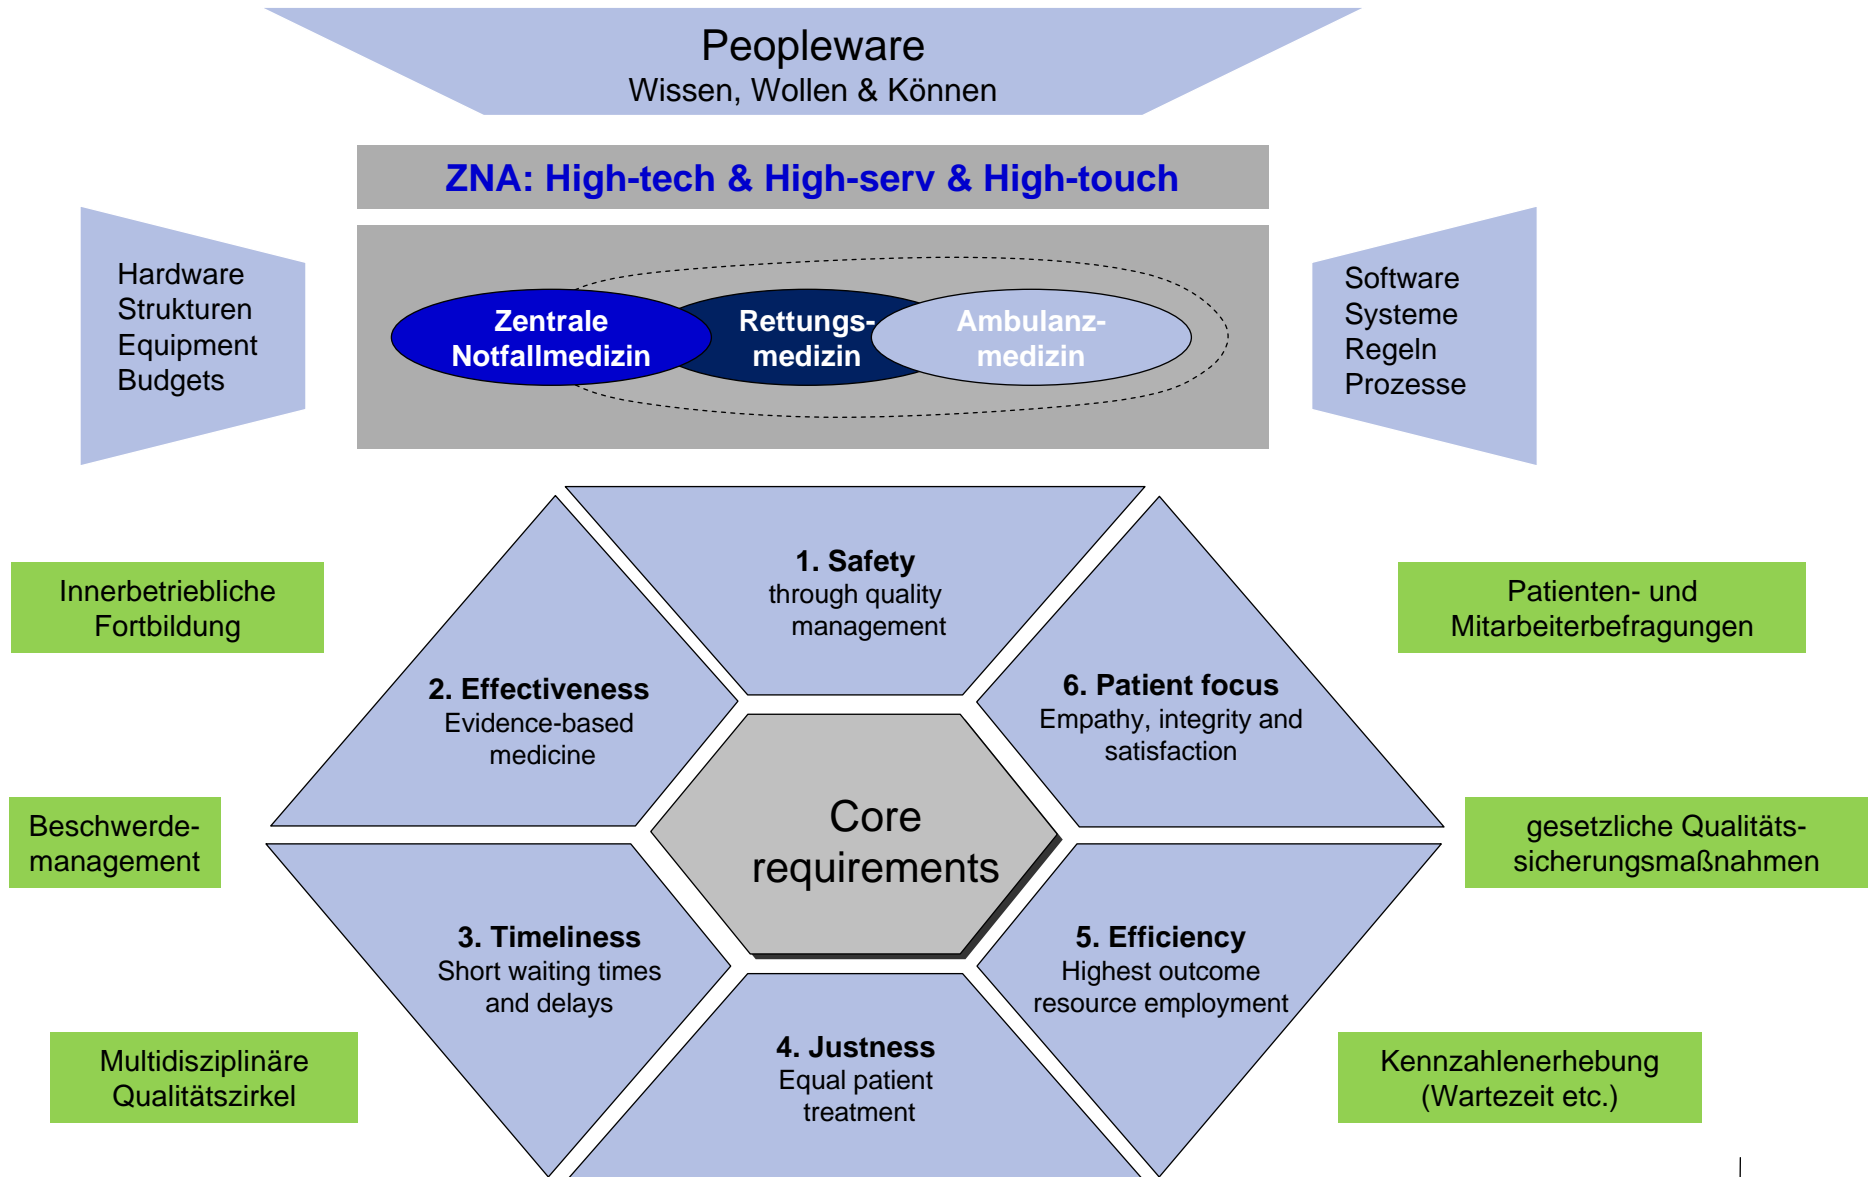 Peopleware
Wissen, Wollen & Können
ZNA: High-tech & High-serv & High-touch
Hardware
Strukturen
Equipment
Budgets
Zentrale
Notfallmedizin
Rettungs-
medizin
Ambulanz-
medizin
Software
Systeme
Regeln
Prozesse
1. Safety
through quality
management
Innerbetriebliche
Fortbildung
Patienten- und
Mitarbeiterbefragungen
2. Effectiveness
Evidence-based
medicine
6. Patient focus
Empathy, integrity and
satisfaction
Beschwerde-
management
Core
requirements
gesetzliche Qualitäts-
sicherungsmaßnahmen
3. Timeliness
Short waiting times
and delays
5. Efficiency
Highest outcome
resource employment
Multidisziplinäre
Qualitätszirkel
4. Justness
Equal patient
treatment
Kennzahlenerhebung
(Wartezeit etc.)